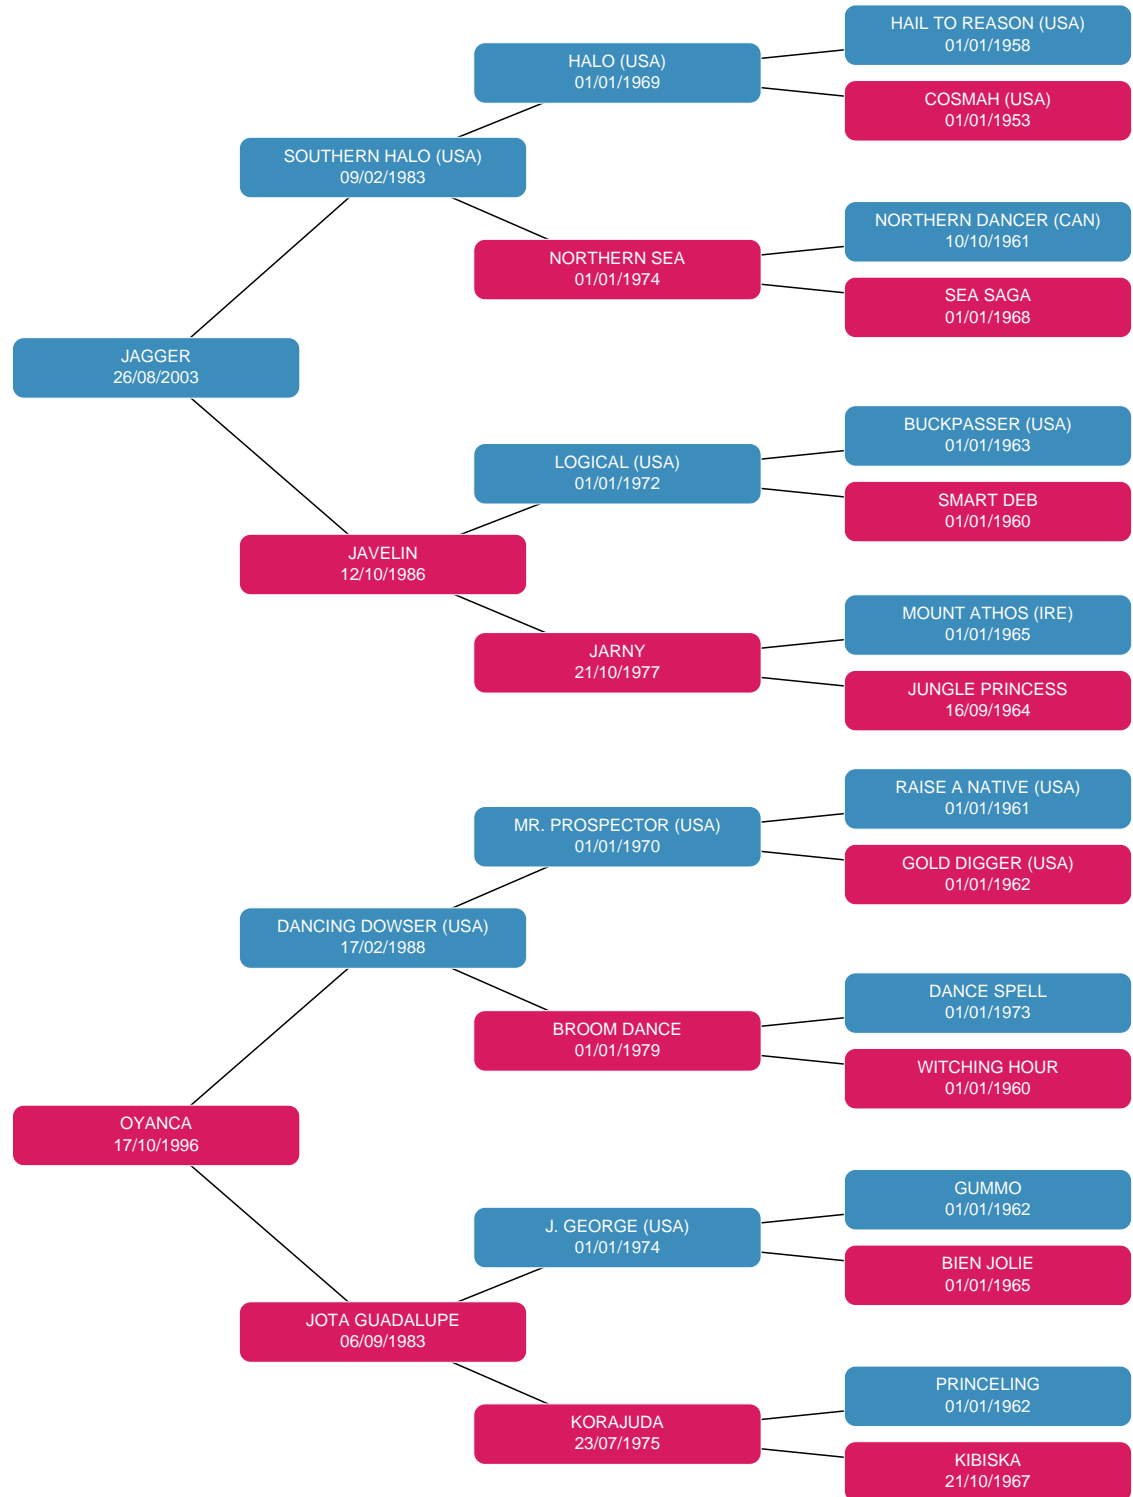 HAIL TO REASON (USA)
01/01/1958
HALO (USA)
01/01/1969
COSMAH (USA)
01/01/1953
SOUTHERN HALO (USA)
09/02/1983
NORTHERN DANCER (CAN)
10/10/1961
NORTHERN SEA
01/01/1974
SEA SAGA
01/01/1968
JAGGER
26/08/2003
BUCKPASSER (USA)
01/01/1963
LOGICAL (USA)
01/01/1972
SMART DEB
01/01/1960
JAVELIN
12/10/1986
MOUNT ATHOS (IRE)
01/01/1965
JARNY
21/10/1977
JUNGLE PRINCESS
16/09/1964
RAISE A NATIVE (USA)
01/01/1961
MR. PROSPECTOR (USA)
01/01/1970
GOLD DIGGER (USA)
01/01/1962
DANCING DOWSER (USA)
17/02/1988
DANCE SPELL
01/01/1973
BROOM DANCE
01/01/1979
WITCHING HOUR
01/01/1960
OYANCA
17/10/1996
GUMMO
01/01/1962
J. GEORGE (USA)
01/01/1974
BIEN JOLIE
01/01/1965
JOTA GUADALUPE
06/09/1983
PRINCELING
01/01/1962
KORAJUDA
23/07/1975
KIBISKA
21/10/1967